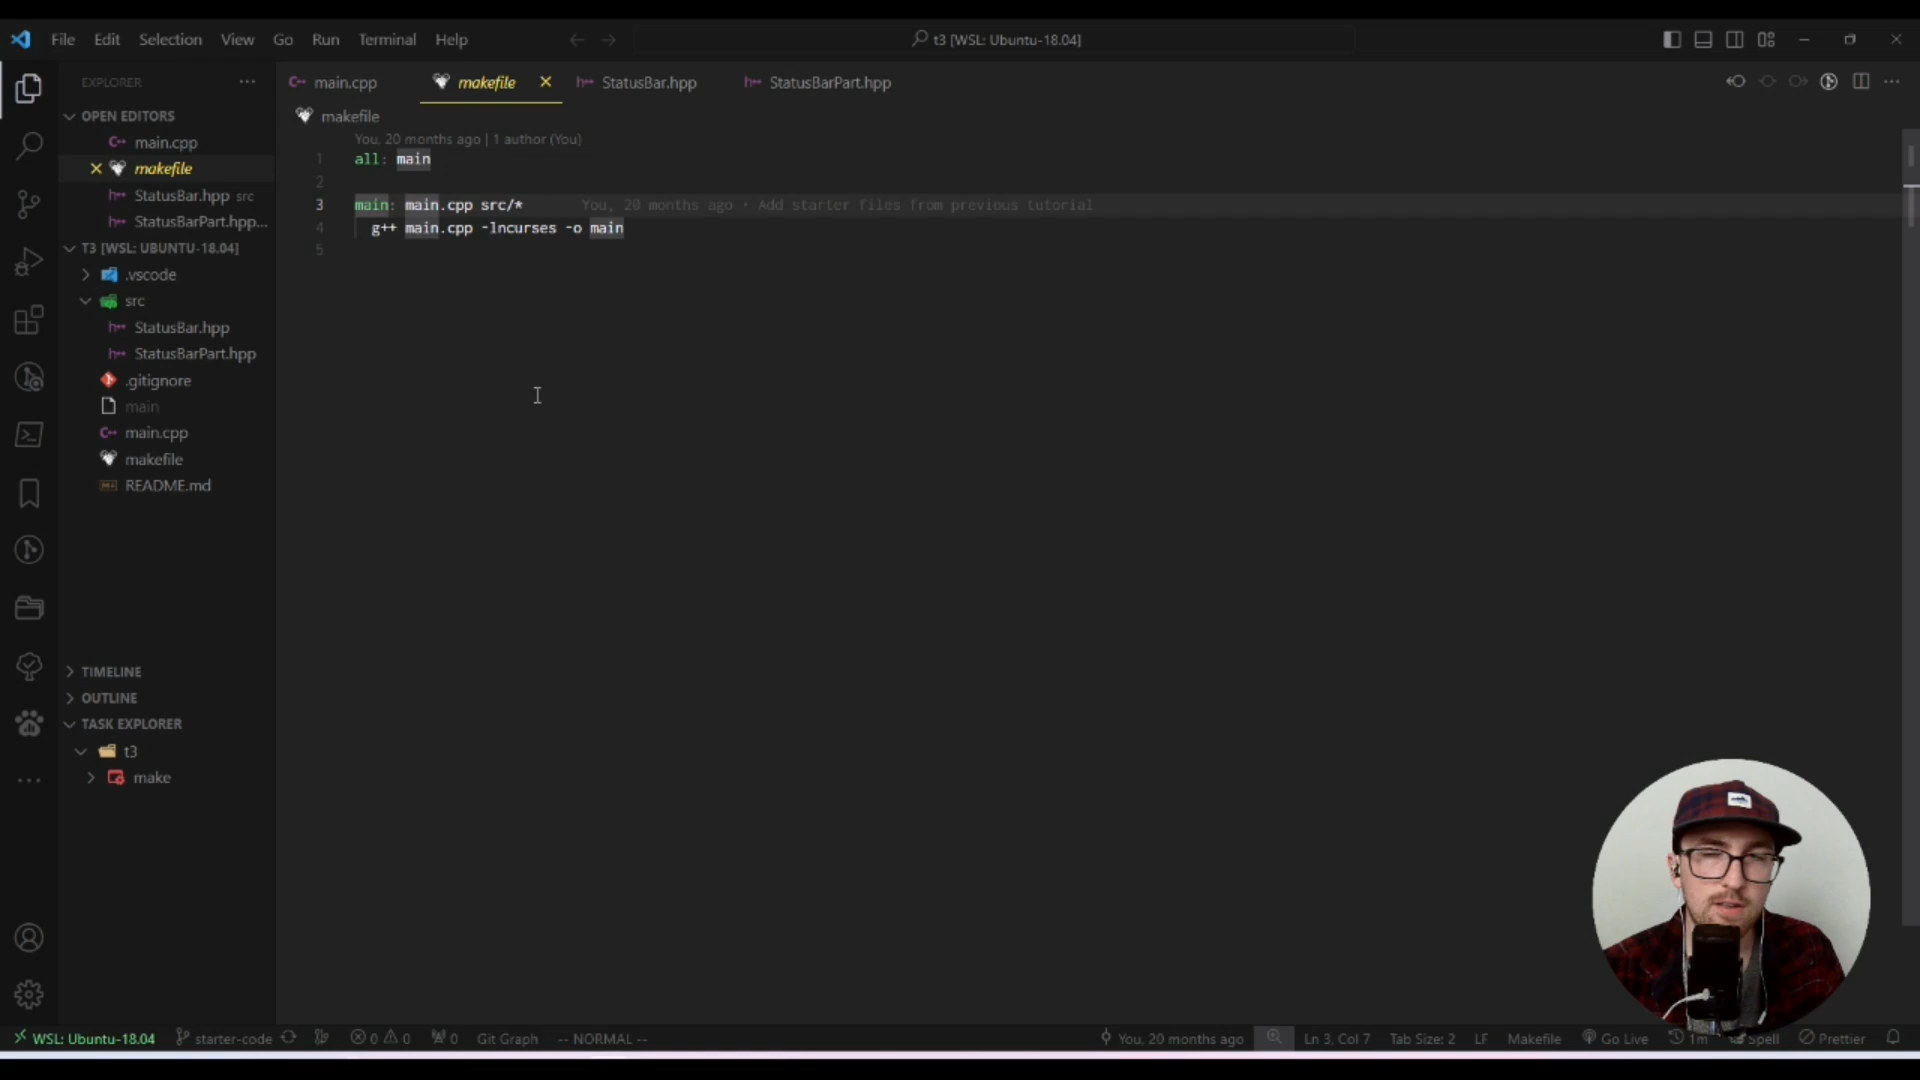 File Edit Selection View Go Run Terminal Help
t3 [WSL: Ubuntu-18.04]
EXPLORER
OPEN EDITORS
main.cpp
makefile
StatusBar.hpp src
StatusBarPart.hpp...
T3 [WSL: UBUNTU-18.04]
.vscode
src
StatusBar.hpp
StatusBarPart.hpp
.gitignore
main
main.cpp
makefile
README.md
TIMELINE
OUTLINE
TASK EXPLORER
t3
make
main.cpp makefile StatusBar.hpp StatusBarPart.hpp
makefile
You, 20 months ago | 1 author (You)
1 all: main
2
3 main: main.cpp src/* You, 20 months ago • Add starter files from previous tutorial
4 g++ main.cpp -lncurses -o main
5
WSL: Ubuntu-18.04 starter-code 0 0 0 Git Graph -- NORMAL -- You, 20 months ago Ln 3, Col 7 Tab Size: 2 LF Makefile Go Live 1m Spell Prettier